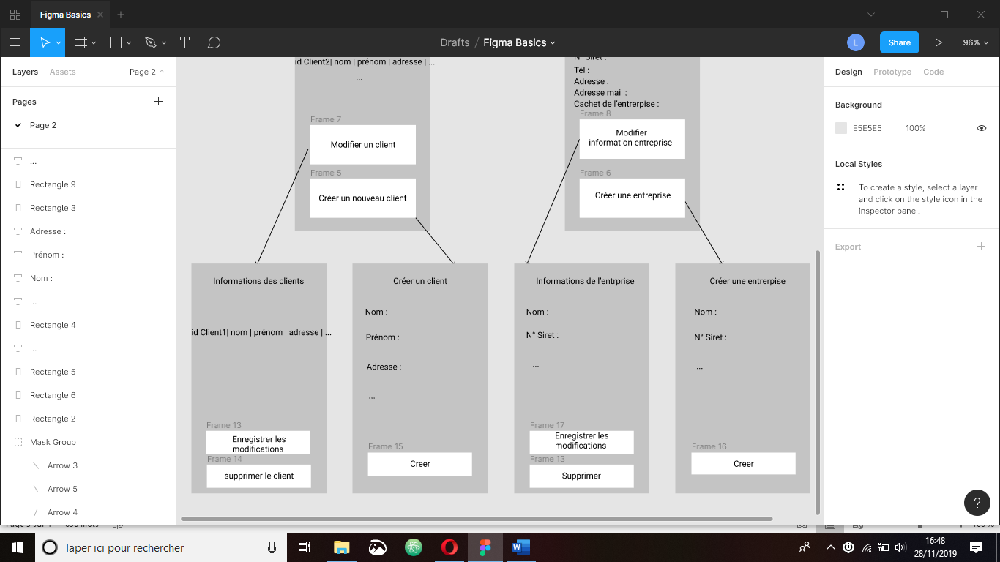 Figma Basics
Drafts / Figma Basics
L
Share
96%
Layers
Assets
Page 2
Pages
Page 2
...
Rectangle 9
Rectangle 3
Adresse :
Prénom :
Nom :
...
Rectangle 4
...
Rectangle 5
Rectangle 6
Rectangle 2
Mask Group
Arrow 3
Arrow 5
Arrow 4
id Client2| nom | prénom | adresse | ...
...
Frame 7
Modifier un client
Frame 5
Créer un nouveau client
N° Siret :
Tél :
Adresse :
Adresse mail :
Cachet de l'entrerpise :
Frame 8
Modifier
information entreprise
Frame 6
Créer une entreprise
Informations des clients
id Client1| nom | prénom | adresse | ...
Frame 13
Enregistrer les
modifications
Frame 14
supprimer le client
Créer un client
Nom :
Prénom :
Adresse :
...
Frame 15
Creer
Informations de l'entrprise
Nom :
N° Siret :
...
Frame 17
Enregistrer les
modifications
Frame 13
Supprimer
Créer une entrerpise
Nom :
N° Siret :
...
Frame 16
Creer
Design
Prototype
Code
Background
E5E5E5
100%
Local Styles
To create a style, select a layer
and click on the style icon in the
inspector panel.
Export
?
Taper ici pour rechercher
16:48
28/11/2019